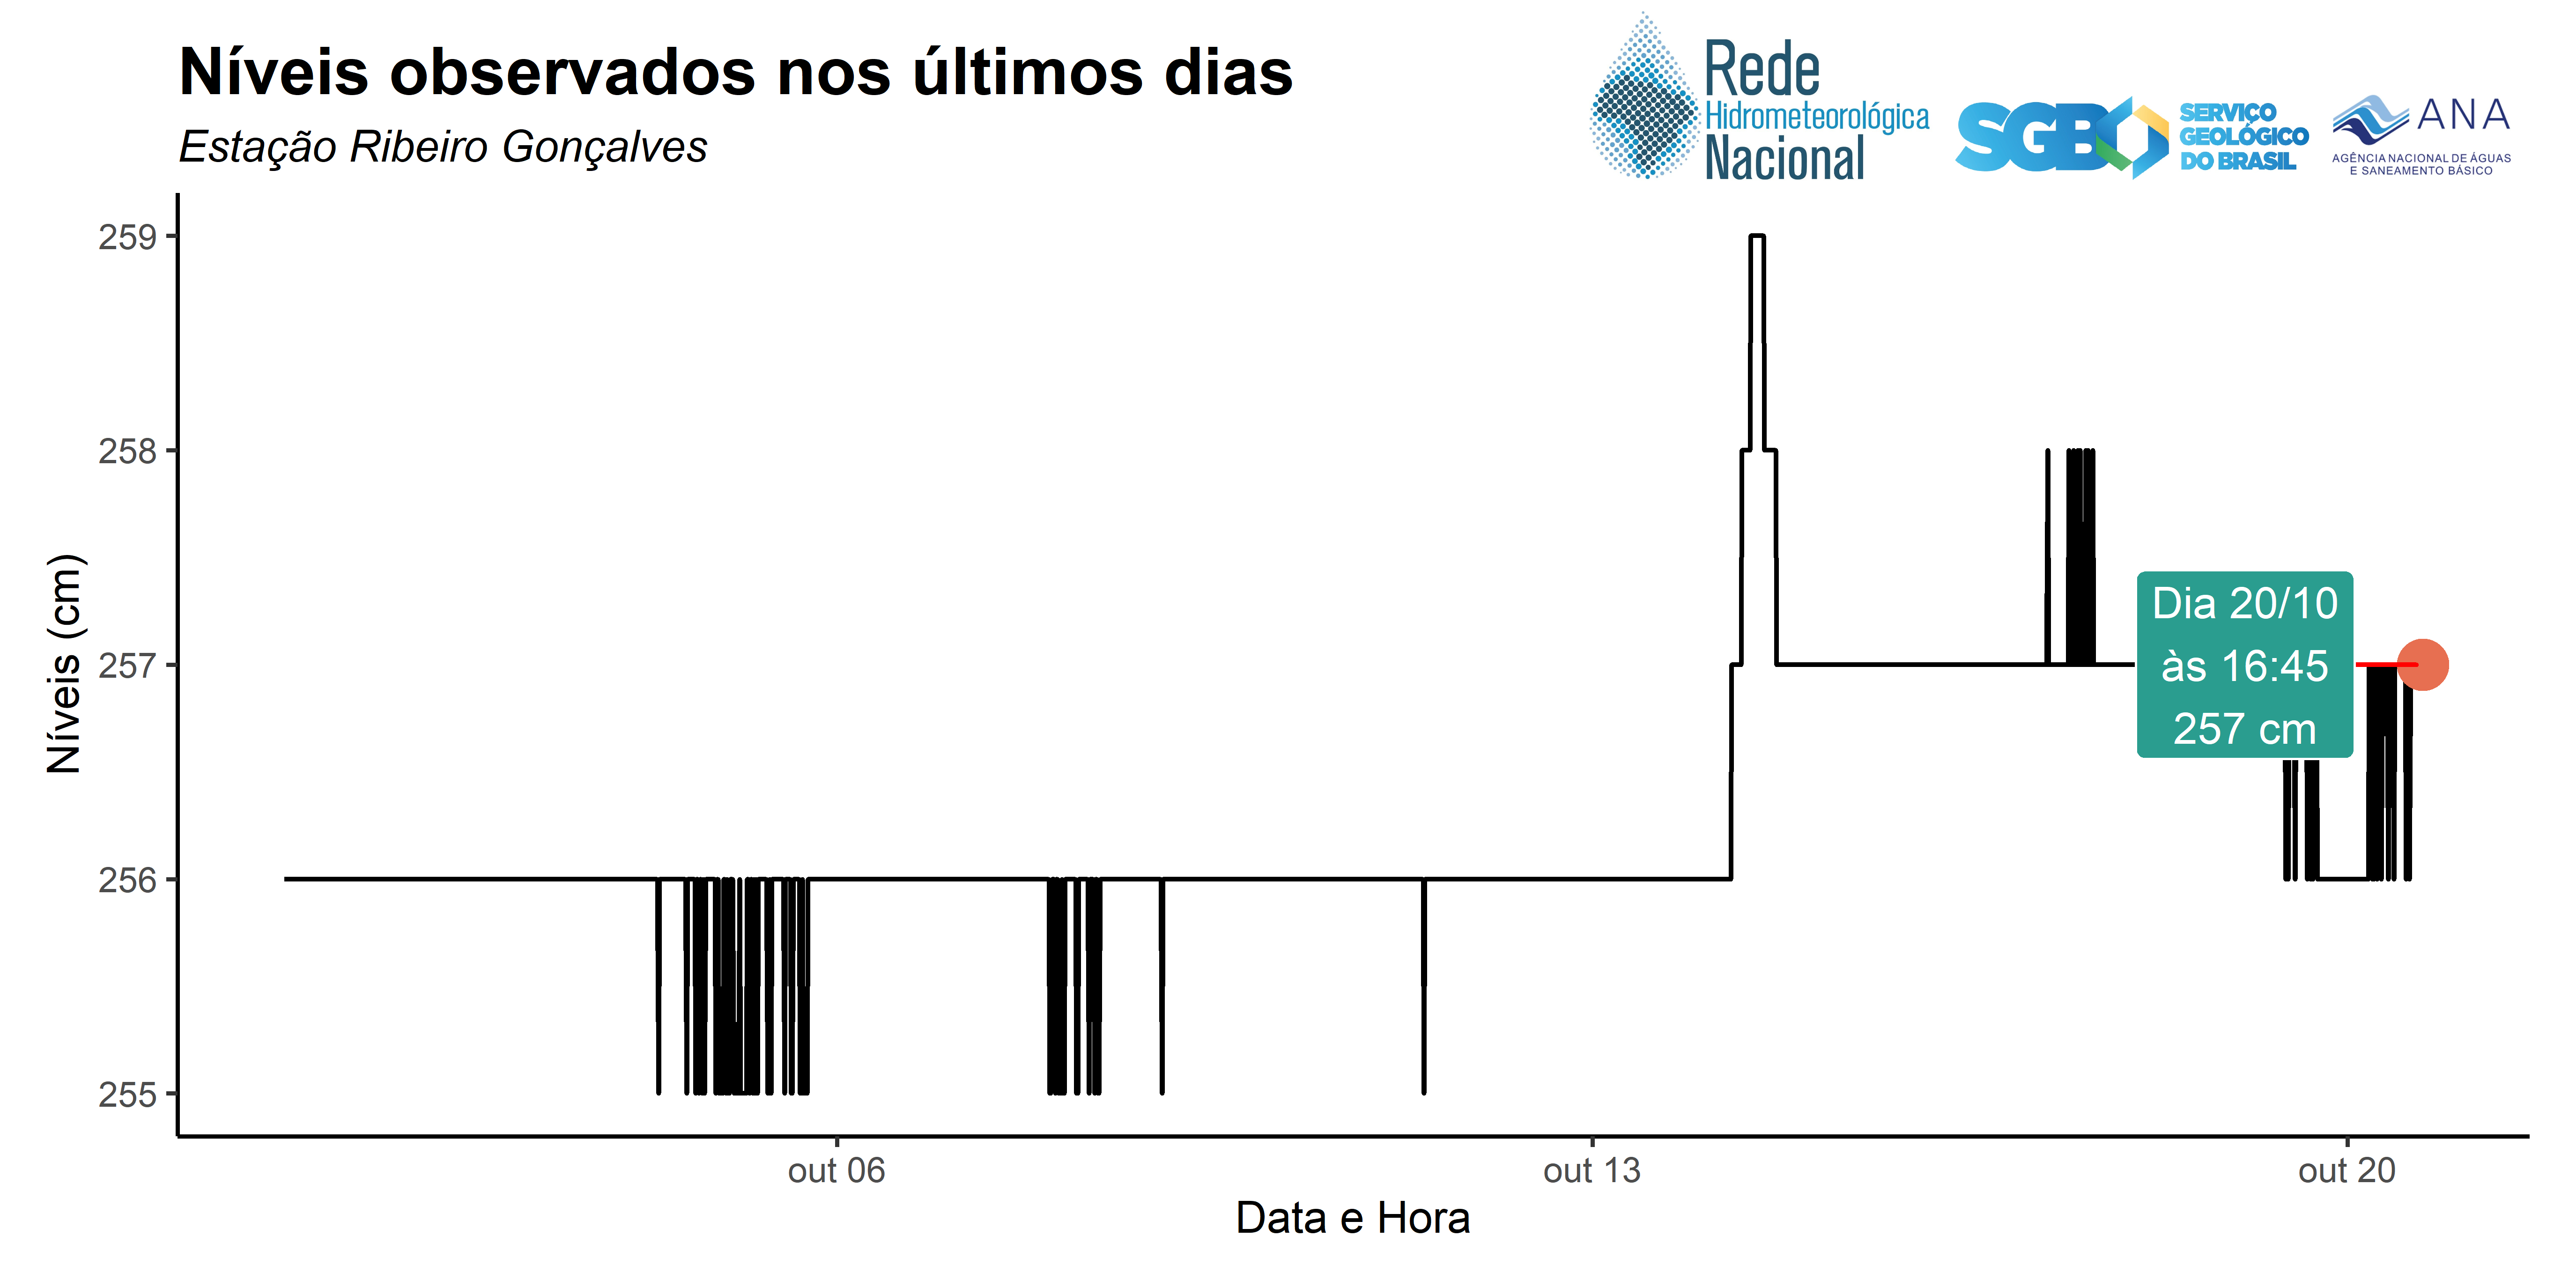 Níveis observados nos últimos dias
Estação Ribeiro Gonçalves
Rede
Hidrometeorológica
Nacional
SGB
SERVIÇO
GEOLÓGICO
DO BRASIL
ANA
AGÊNCIA NACIONAL DE ÁGUAS
E SANEAMENTO BÁSICO
Níveis (cm)
259
258
257
256
255
Dia 20/10
às 16:45
257 cm
out 06
out 13
out 20
Data e Hora